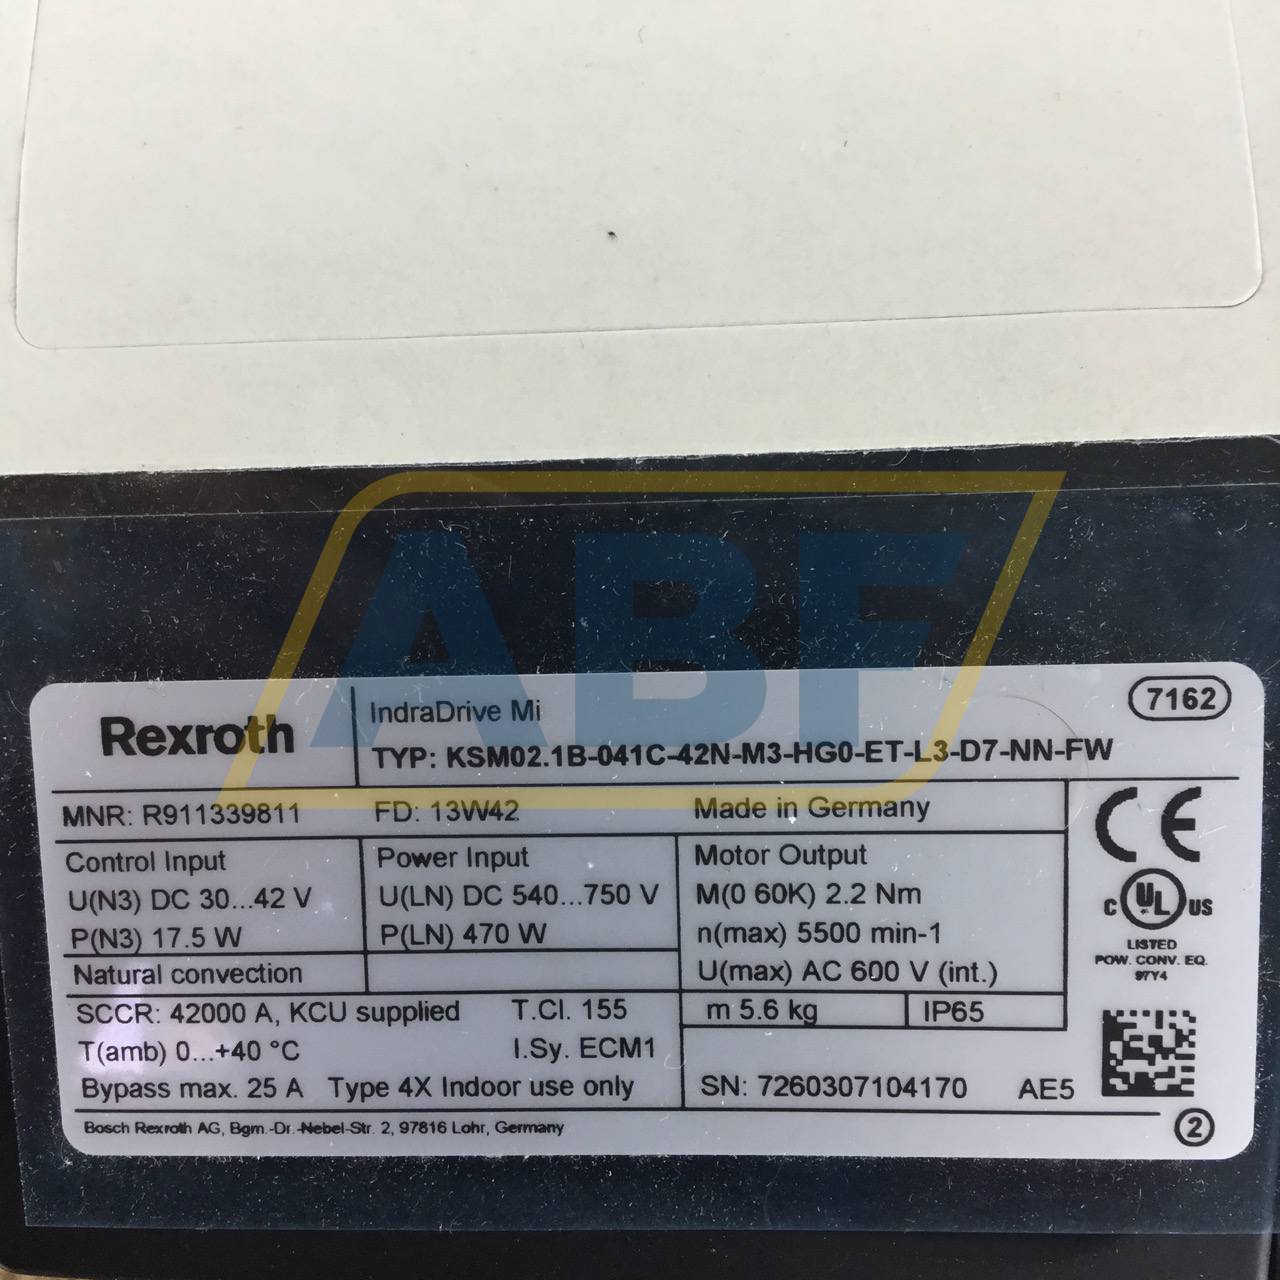 ABF
7162
Rexroth
IndraDrive Mi
TYP: KSM02.1B-041C-42N-M3-HG0-ET-L3-D7-NN-FW
MNR: R911339811 FD: 13W42 Made in Germany
Control Input Power Input Motor Output
U(N3) DC 30...42 V U(LN) DC 540...750 V M(0 60K) 2.2 Nm
P(N3) 17.5 W P(LN) 470 W n(max) 5500 min-1
Natural convection U(max) AC 600 V (int.)
SCCR: 42000 A, KCU supplied T.Cl. 155 m 5.6 kg IP65
T(amb) 0...+40 °C I.Sy. ECM1
Bypass max. 25 A Type 4X Indoor use only SN: 7260307104170 AE5
Bosch Rexroth AG, Bgm.-Dr.-Nebel-Str. 2, 97816 Lohr, Germany
CE
C UL US
LISTED
POW. CONV. EQ.
97Y4
2